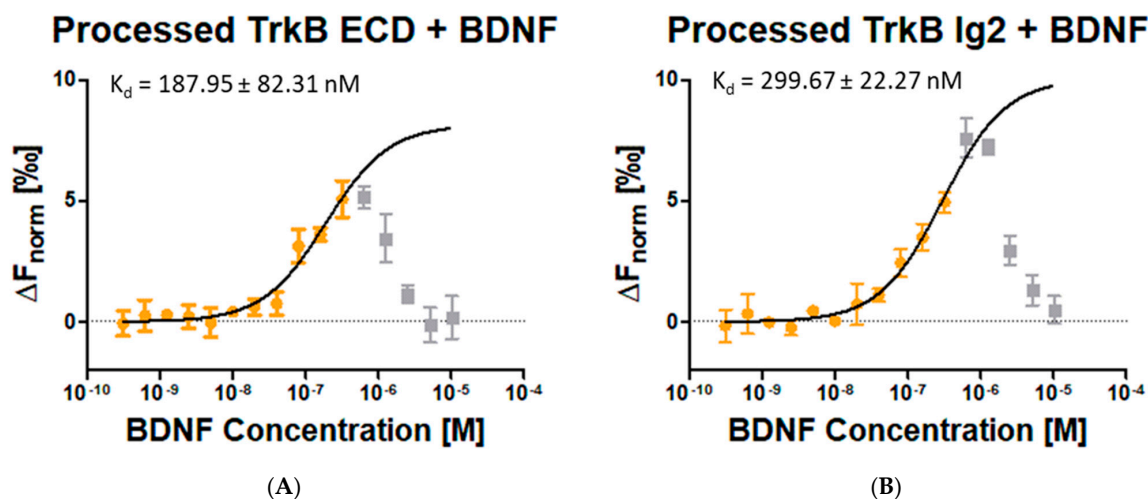 Processed TrkB ECD + BDNF
K_d = 187.95 ± 82.31 nM
ΔF_norm [‰]
10
5
0
10^-10 10^-9 10^-8 10^-7 10^-6 10^-5 10^-4
BDNF Concentration [M]
(A)
Processed TrkB Ig2 + BDNF
K_d = 299.67 ± 22.27 nM
ΔF_norm [‰]
10
5
0
10^-10 10^-9 10^-8 10^-7 10^-6 10^-5 10^-4
BDNF Concentration [M]
(B)